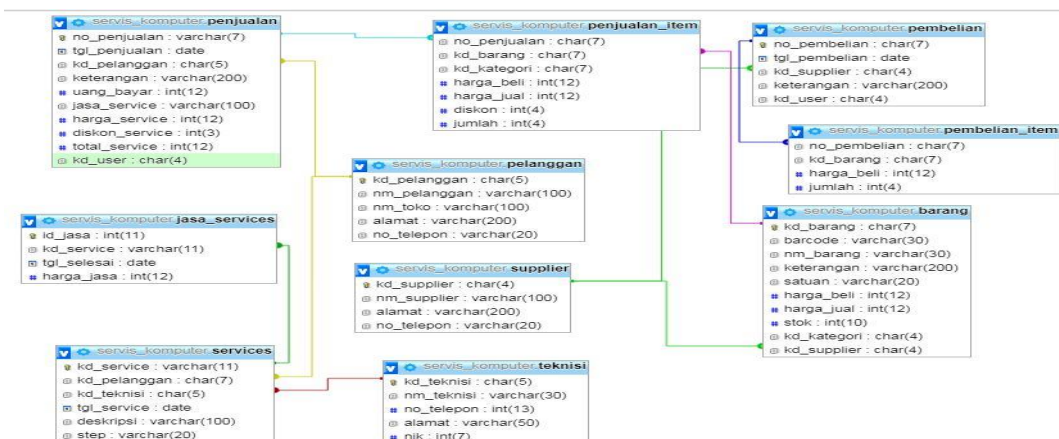 servis_komputer.penjualan
no_penjualan : varchar(7)
tgl_penjualan : date
kd_pelanggan : char(5)
keterangan : varchar(200)
uang_bayar : int(12)
jasa_service : varchar(100)
harga_service : int(12)
diskon_service : int(3)
total_service : int(12)
kd_user : char(4)
servis_komputer.penjualan_item
no_penjualan : char(7)
kd_barang : char(7)
kd_kategori : char(7)
harga_beli : int(12)
harga_jual : int(12)
diskon : int(4)
jumlah : int(4)
servis_komputer.pembelian
no_pembelian : char(7)
tgl_pembelian : date
kd_supplier : char(4)
keterangan : varchar(200)
kd_user : char(4)
servis_komputer.pembelian_item
no_pembelian : char(7)
kd_barang : char(7)
harga_beli : int(12)
jumlah : int(4)
servis_komputer.pelanggan
kd_pelanggan : char(5)
nm_pelanggan : varchar(100)
nm_toko : varchar(100)
alamat : varchar(200)
no_telepon : varchar(20)
servis_komputer.jasa_services
id_jasa : int(11)
kd_service : varchar(11)
tgl_selesai : date
harga_jasa : int(12)
servis_komputer.supplier
kd_supplier : char(4)
nm_supplier : varchar(100)
alamat : varchar(200)
no_telepon : varchar(20)
servis_komputer.barang
kd_barang : char(7)
barcode : varchar(30)
nm_barang : varchar(30)
keterangan : varchar(200)
satuan : varchar(20)
harga_beli : int(12)
harga_jual : int(12)
stok : int(10)
kd_kategori : char(4)
kd_supplier : char(4)
servis_komputer.services
kd_service : varchar(11)
kd_pelanggan : char(7)
kd_teknisi : char(5)
tgl_service : date
deskripsi : varchar(100)
step : varchar(20)
servis_komputer.teknisi
kd_teknisi : char(5)
nm_teknisi : varchar(30)
no_telepon : int(13)
alamat : varchar(50)
nik : int(7)